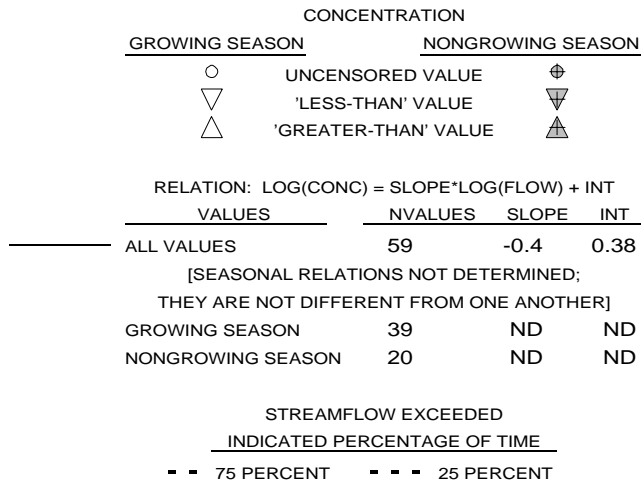 CONCENTRATION
GROWING SEASON NONGROWING SEASON
UNCENSORED VALUE
'LESS-THAN' VALUE
'GREATER-THAN' VALUE
RELATION: LOG(CONC) = SLOPE*LOG(FLOW) + INT
VALUES NVALUES SLOPE INT
ALL VALUES 59 -0.4 0.38
[SEASONAL RELATIONS NOT DETERMINED;
THEY ARE NOT DIFFERENT FROM ONE ANOTHER]
GROWING SEASON 39 ND ND
NONGROWING SEASON 20 ND ND
STREAMFLOW EXCEEDED
INDICATED PERCENTAGE OF TIME
75 PERCENT 25 PERCENT